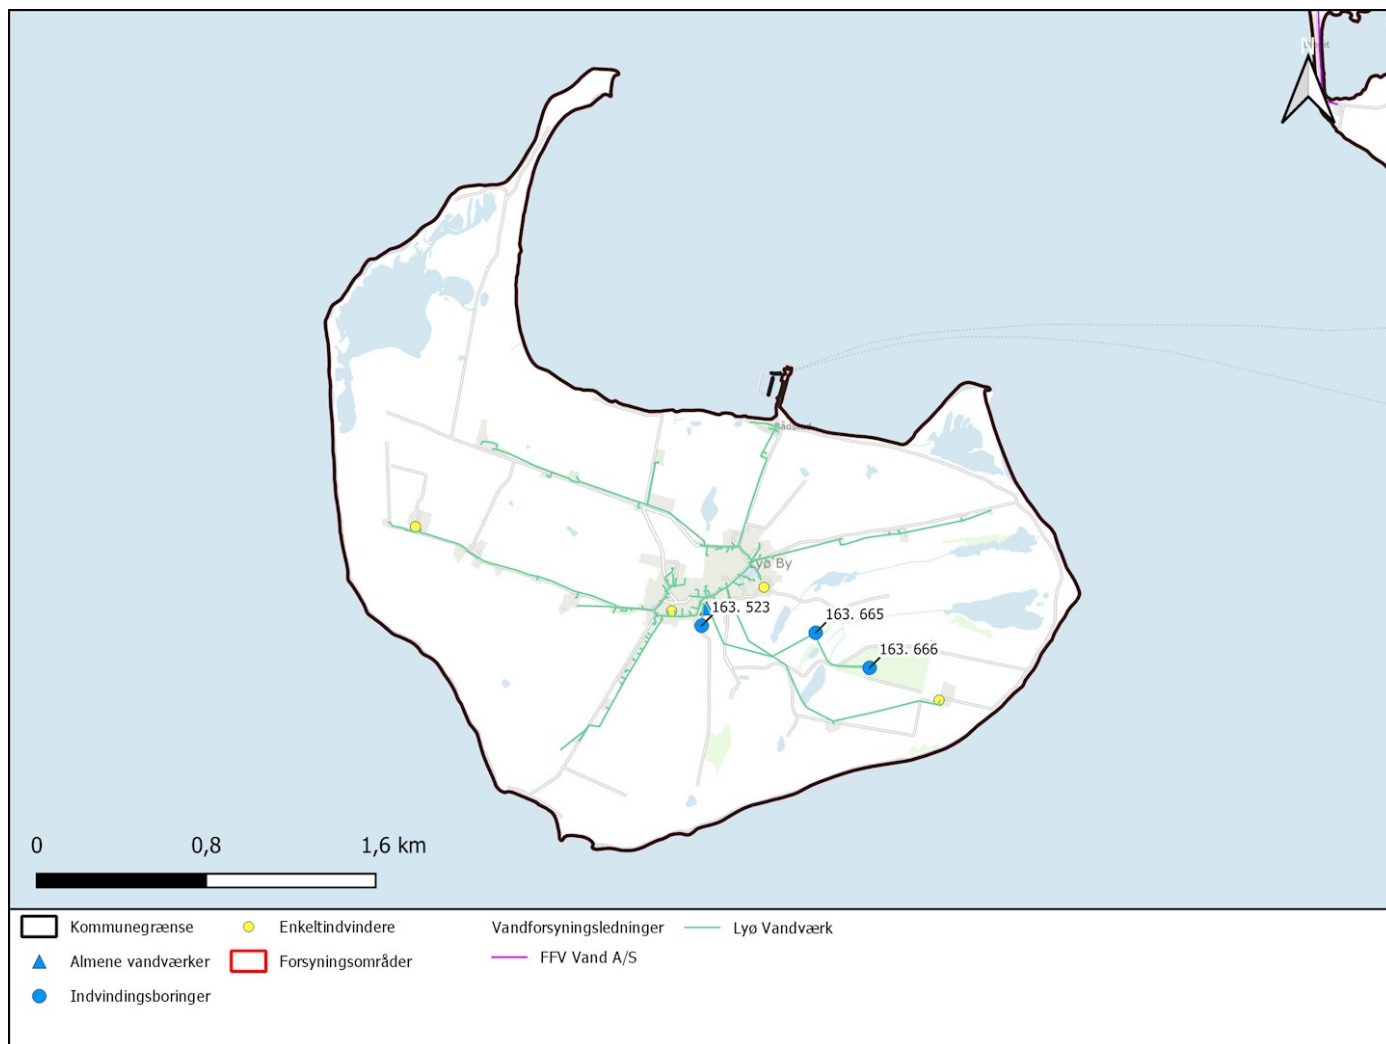 N
Bådsted
Lyø By
163. 523
163. 665
163. 666
0 0,8 1,6 km
Kommunegrænse Enkeltindvindere Vandforsyningsledninger Lyø Vandværk
Almene vandværker Forsyningsområder FFV Vand A/S
Indvindingsboringer